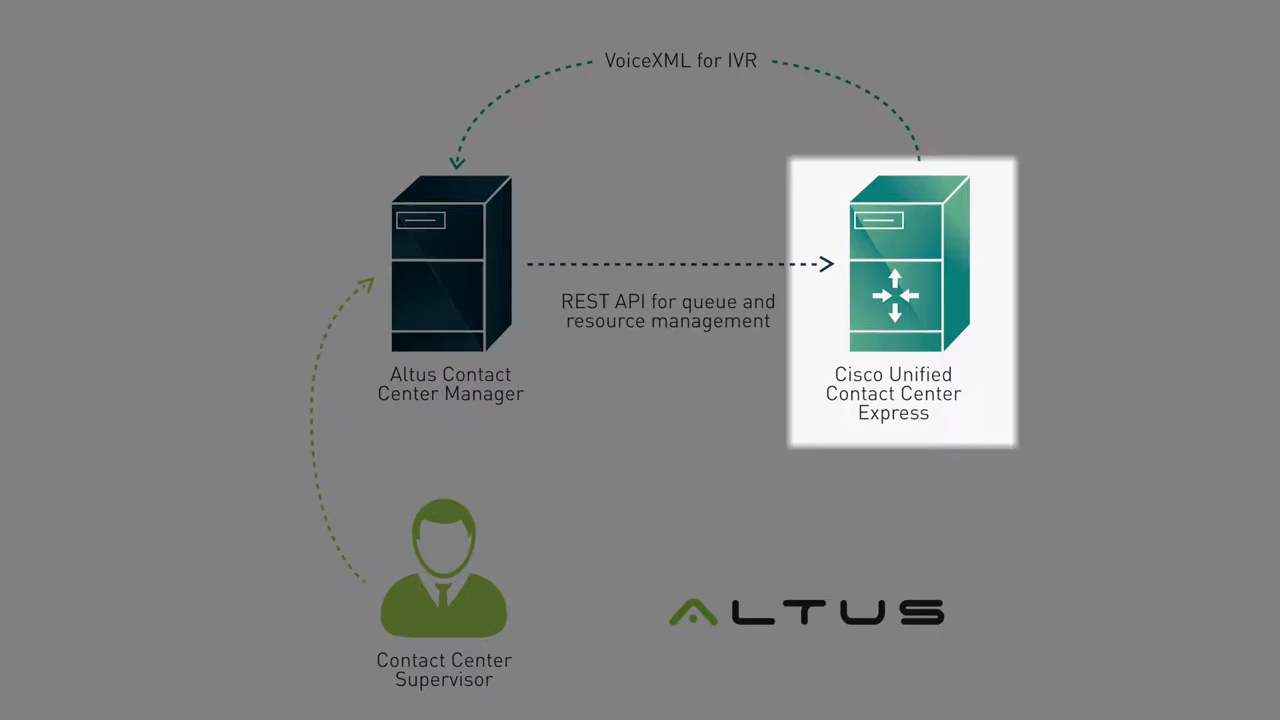 VoiceXML for IVR
REST API for queue and
resource management
Altus Contact
Center Manager
Cisco Unified
Contact Center
Express
Contact Center
Supervisor
ALTUS